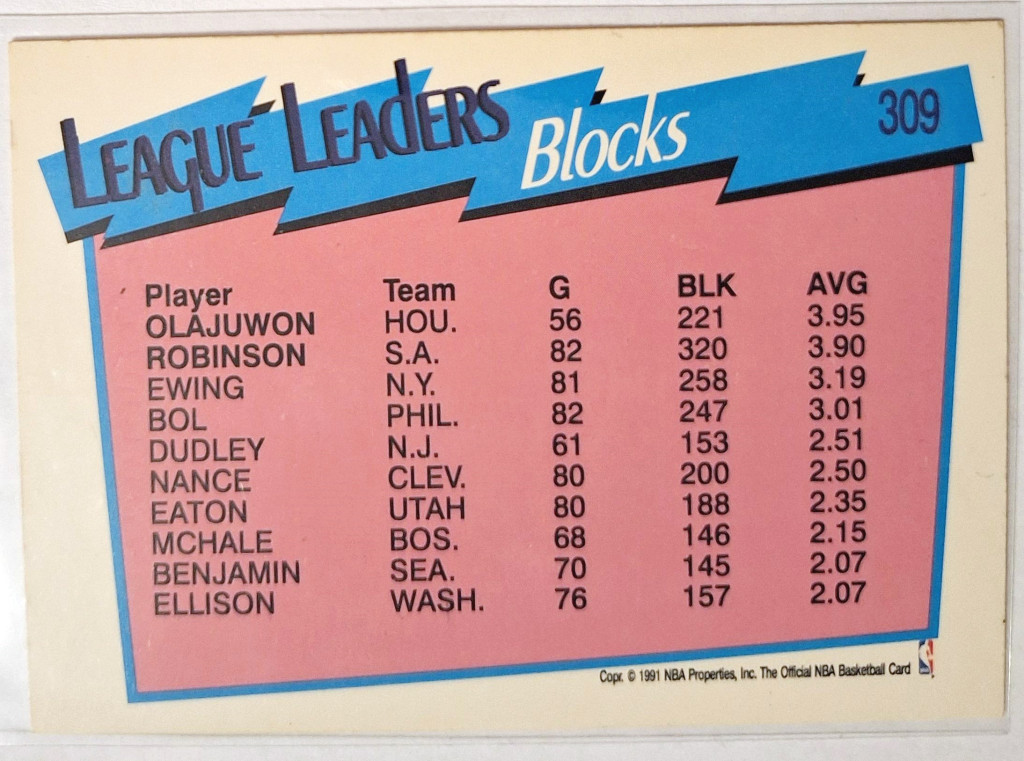 LEAGUE LEADERS Blocks 309
Player Team G BLK AVG
OLAJUWON HOU. 56 221 3.95
ROBINSON S.A. 82 320 3.90
EWING N.Y. 81 258 3.19
BOL PHIL. 82 247 3.01
DUDLEY N.J. 61 153 2.51
NANCE CLEV. 80 200 2.50
EATON UTAH 80 188 2.35
MCHALE BOS. 68 146 2.15
BENJAMIN SEA. 70 145 2.07
ELLISON WASH. 76 157 2.07
Copr. © 1991 NBA Properties, Inc. The Official NBA Basketball Card